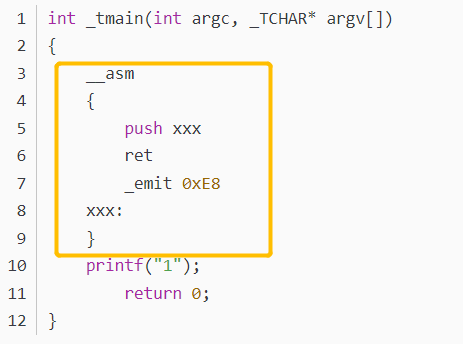 1 int _tmain(int argc, _TCHAR* argv[])
2 {
3     __asm
4     {
5         push xxx
6         ret
7         _emit 0xE8
8     xxx:
9     }
10     printf("1");
11         return 0;
12 }